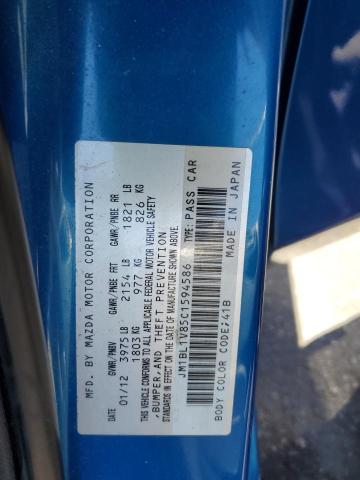 MFD. BY MAZDA MOTOR CORPORATION
DATE GVWR/PNBV GAWR/PNBE FRT GAWR/PNBE RR
01/12 3975 LB 2154 LB 1821 LB
1803 KG 977 KG 826 KG
THIS VEHICLE CONFORMS TO ALL APPLICABLE FEDERAL MOTOR VEHICLE SAFETY
, BUMPER, AND THEFT PREVENTION
STANDARDS IN EFFECT ON THE DATE OF MANUFACTURE SHOWN ABOVE.
JM1BL1V85C1594586 TYPE: PASS CAR
MADE IN JAPAN
BODY COLOR CODE: 41B